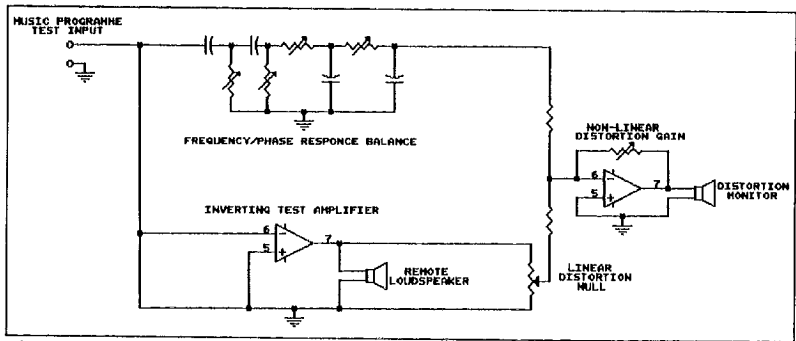 MUSIC PROGRAMME
TEST INPUT
FREQUENCY/PHASE RESPONCE BALANCE
NON-LINEAR
DISTORTION GAIN
6
5
7
DISTORTION
MONITOR
INVERTING TEST AMPLIFIER
6
5
7
REMOTE
LOUDSPEAKER
LINEAR
DISTORTION
NULL